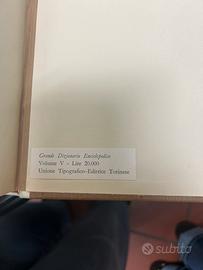 Grande Dizionario Enciclopedico
Volume V - Lire 20.000
Unione Tipografico-Editrice Torinese
subito